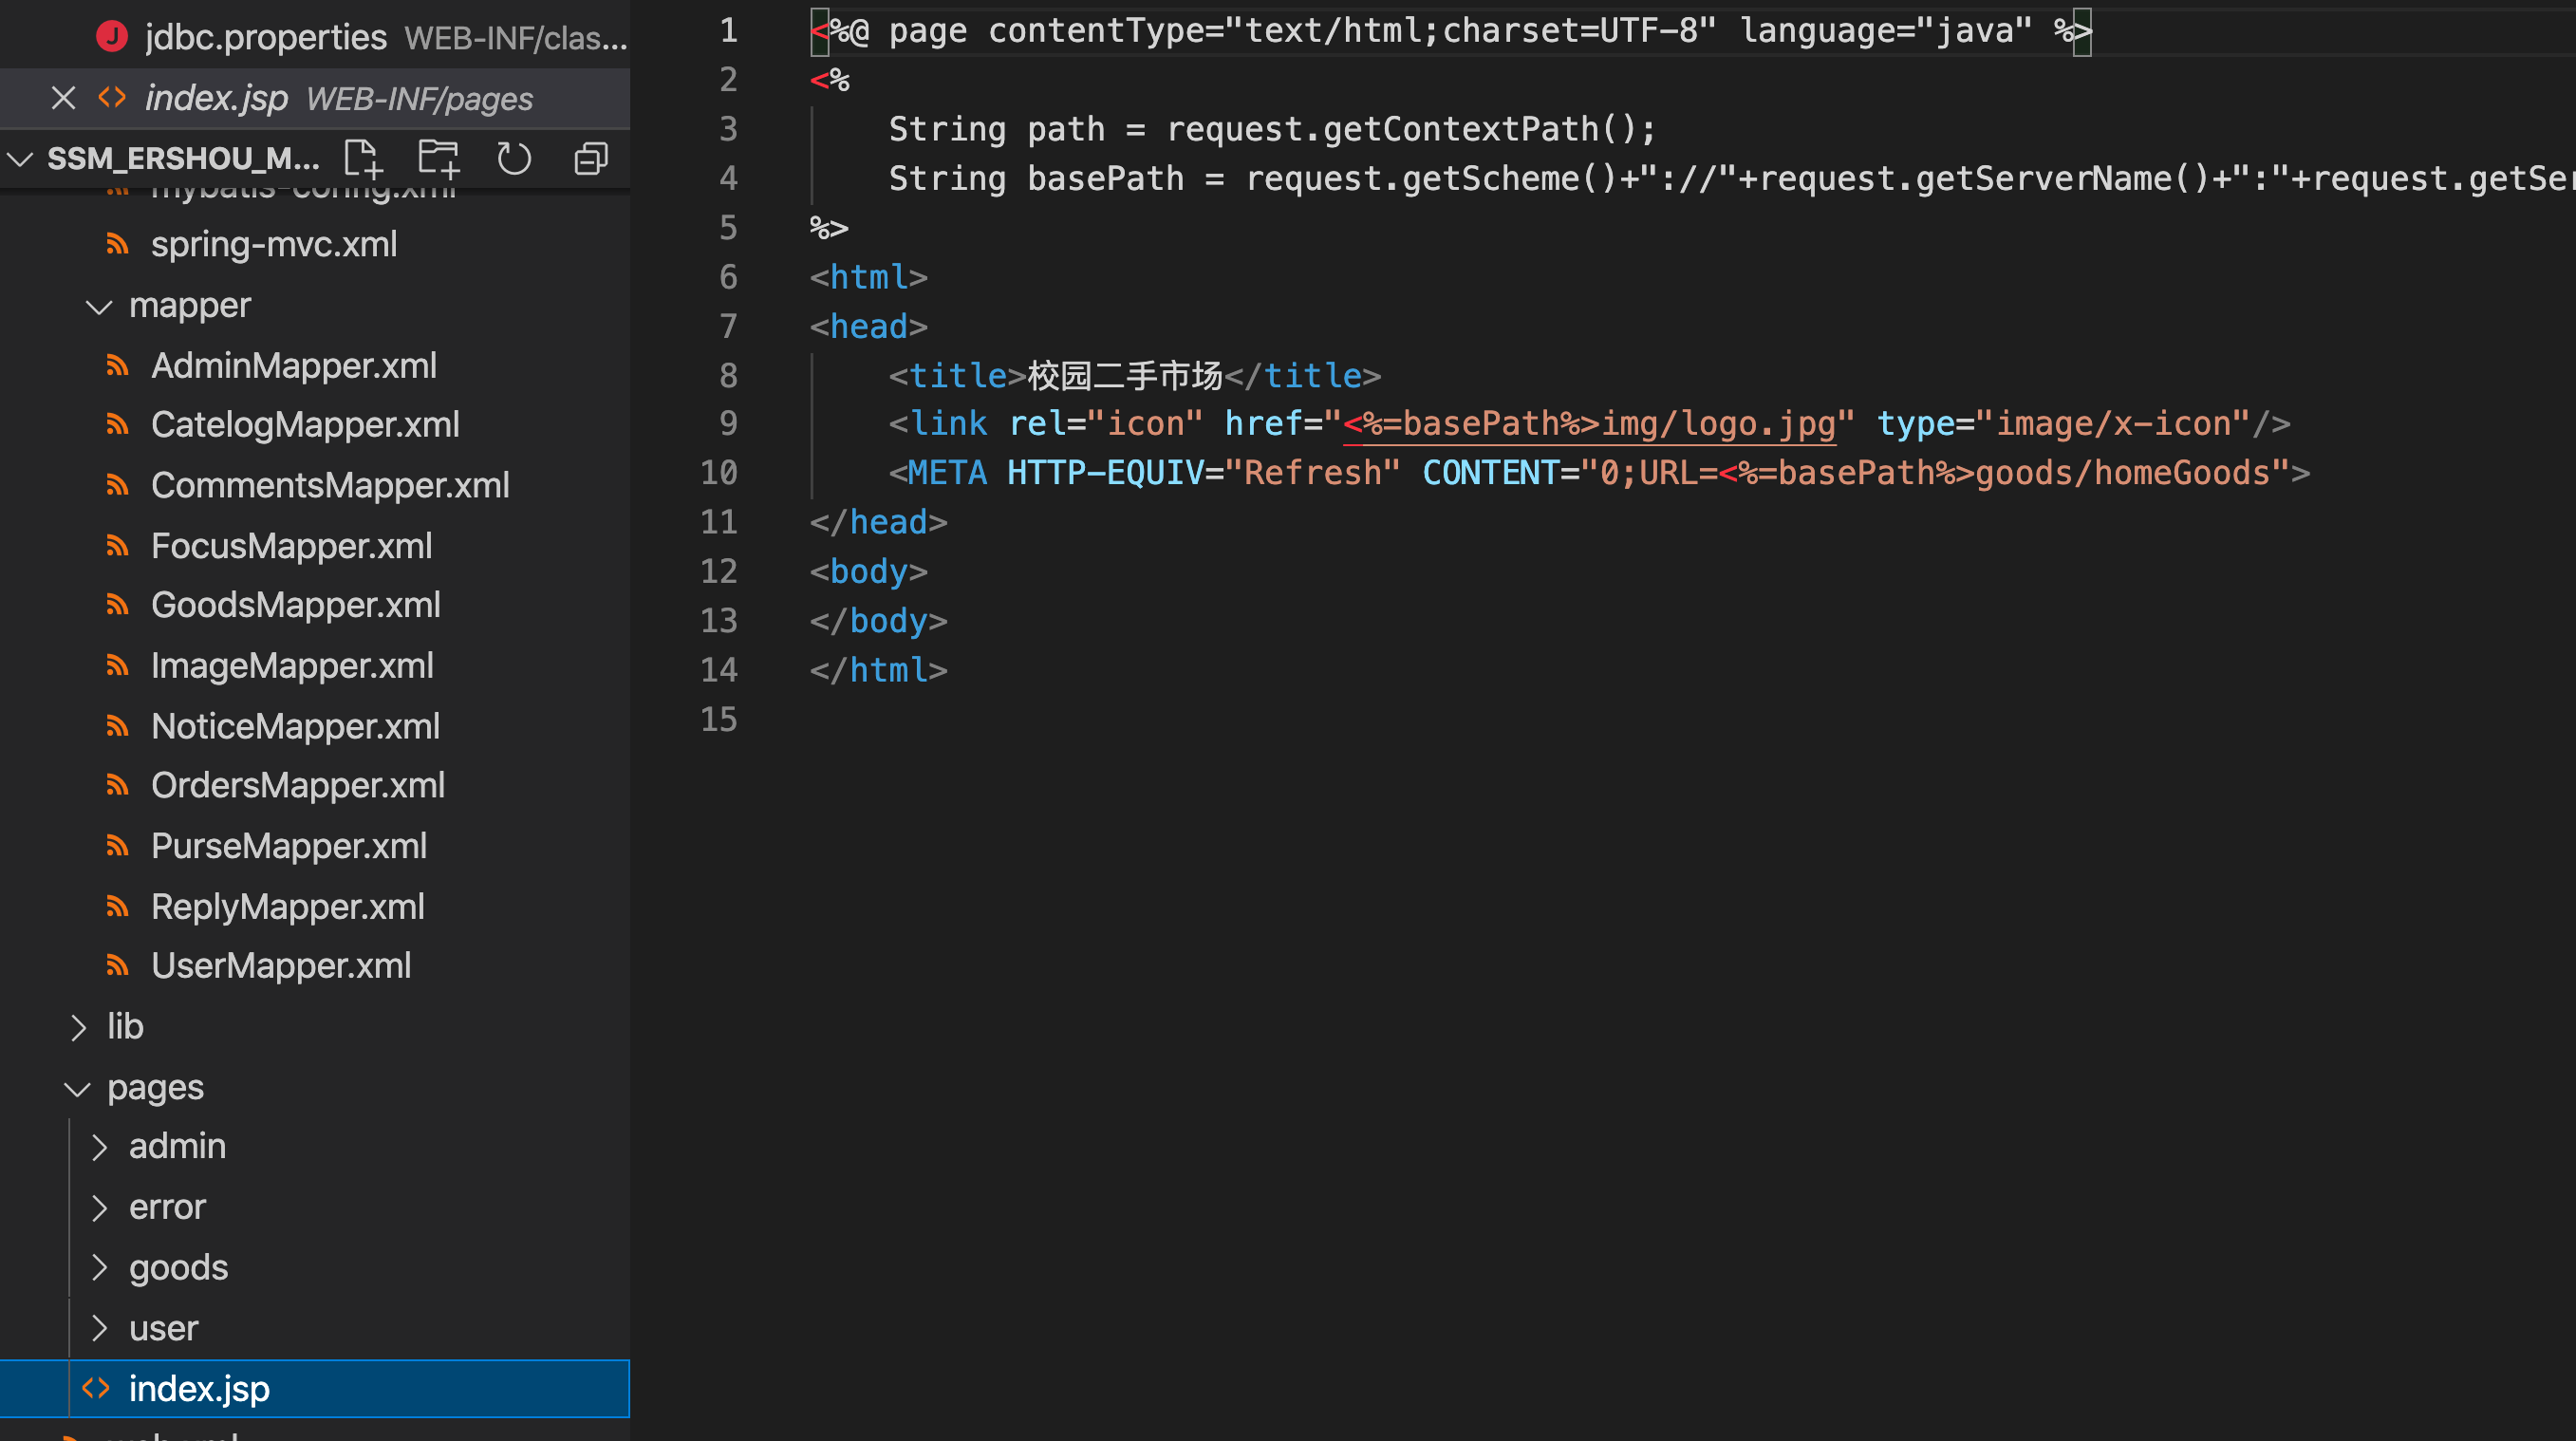 jdbc.properties WEB-INF/clas...
index.jsp WEB-INF/pages
SSM_ERSHOU_M...
mybatis-config.xml
spring-mvc.xml
mapper
AdminMapper.xml
CatelogMapper.xml
CommentsMapper.xml
FocusMapper.xml
GoodsMapper.xml
ImageMapper.xml
NoticeMapper.xml
OrdersMapper.xml
PurseMapper.xml
ReplyMapper.xml
UserMapper.xml
lib
pages
admin
error
goods
user
index.jsp
1 <%@ page contentType="text/html;charset=UTF-8" language="java" %>
2 <%
3 String path = request.getContextPath();
4 String basePath = request.getScheme()+"://"+request.getServerName()+":"+request.getSer
5 %>
6 <html>
7 <head>
8 <title>校园二手市场</title>
9 <link rel="icon" href="<%=basePath%>img/logo.jpg" type="image/x-icon"/>
10 <META HTTP-EQUIV="Refresh" CONTENT="0;URL=<%=basePath%>goods/homeGoods">
11 </head>
12 <body>
13 </body>
14 </html>
15